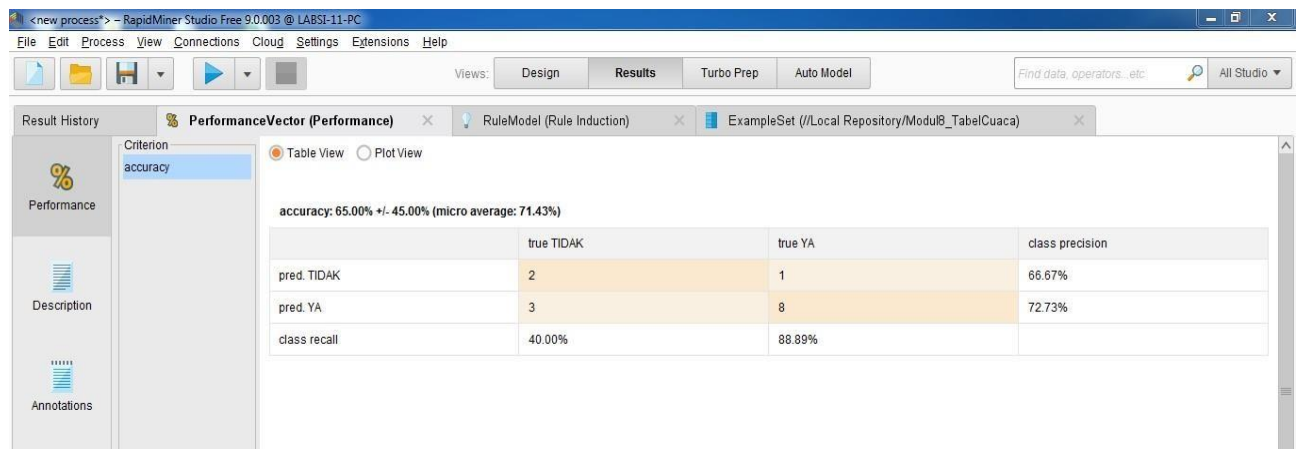 <new process*> – RapidMiner Studio Free 9.0.003 @ LABSI-11-PC
File Edit Process View Connections Cloud Settings Extensions Help
Views: Design Results Turbo Prep Auto Model Find data, operators...etc All Studio ▼
Result History PerformanceVector (Performance) RuleModel (Rule Induction) ExampleSet (//Local Repository/Modul8_TabelCuaca)
Performance
Description
Annotations
Criterion
accuracy
Table View Plot View
accuracy: 65.00% +/- 45.00% (micro average: 71.43%)
true TIDAK true YA class precision
pred. TIDAK 2 1 66.67%
pred. YA 3 8 72.73%
class recall 40.00% 88.89%